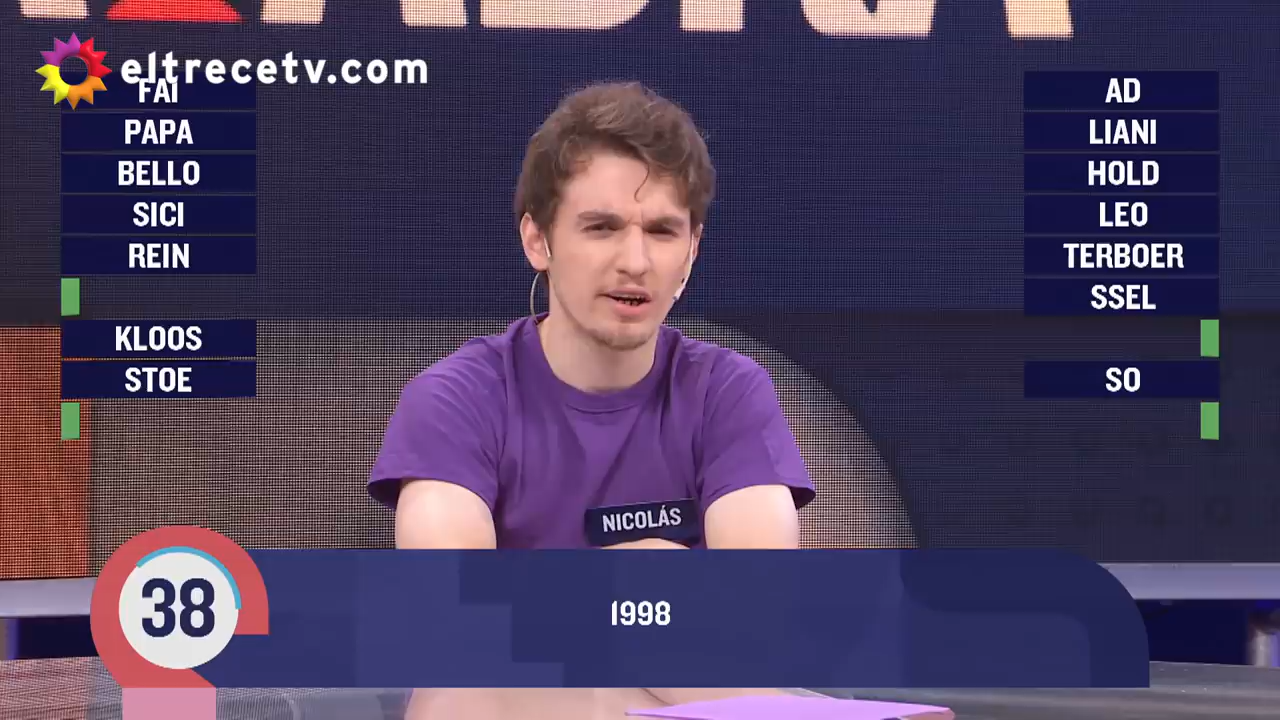 eltrecetv.com
FAI
PAPA
BELLO
SICI
REIN
KLOOS
STOE
AD
LIANI
HOLD
LEO
TERBOER
SSEL
SO
NICOLÁS
38
1998